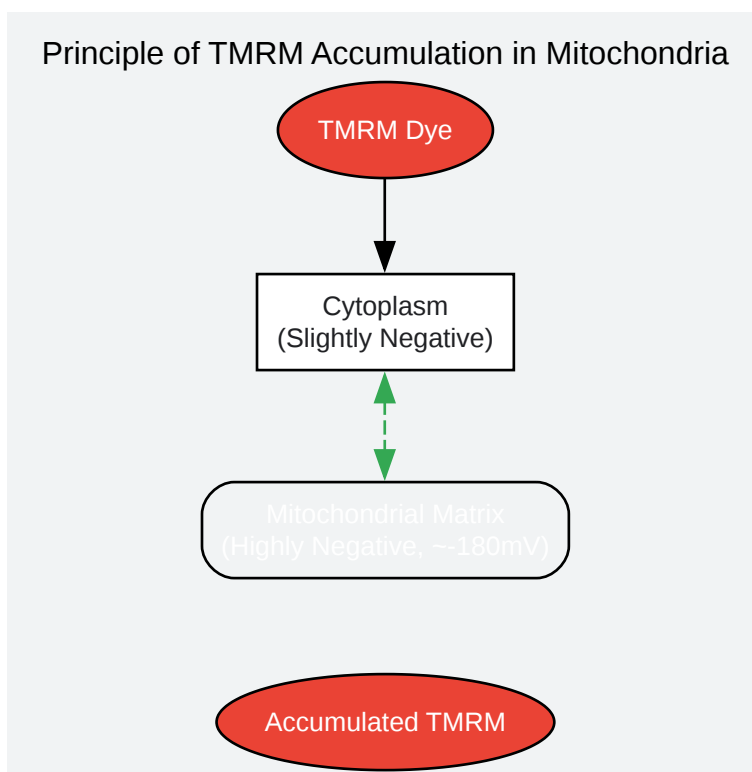 Principle of TMRM Accumulation in Mitochondria
TMRM Dye
Cytoplasm
(Slightly Negative)
Mitochondrial Matrix
(Highly Negative, ~-180mV)
Accumulated TMRM